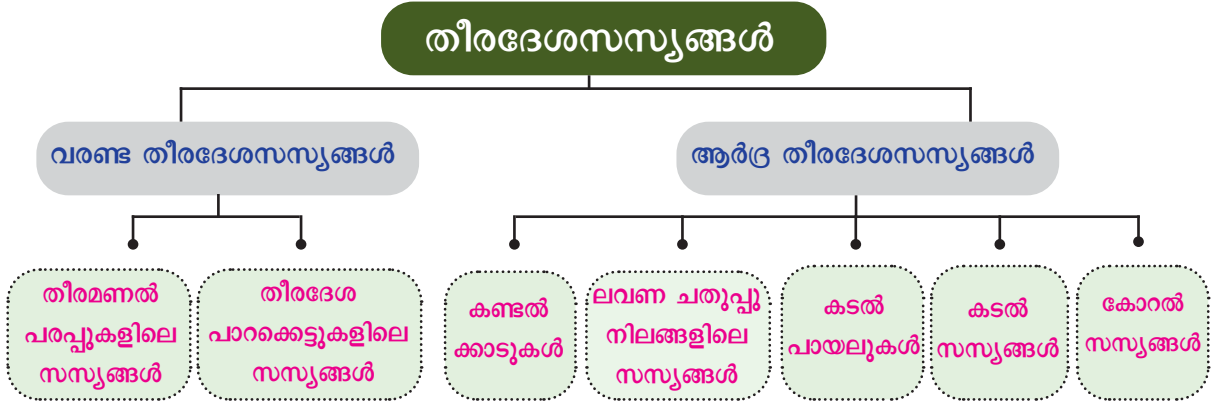 തീരദേശസസ്യങ്ങൾ
വരണ്ട തീരദേശസസ്യങ്ങൾ
ആർദ്ര തീരദേശസസ്യങ്ങൾ
തീരമണൽ
പരപ്പുകളിലെ
സസ്യങ്ങൾ
തീരദേശ
പാറക്കെട്ടുകളിലെ
സസ്യങ്ങൾ
കണ്ടൽ
ക്കാടുകൾ
ലവണ ചതുപ്പു
നിലങ്ങളിലെ
സസ്യങ്ങൾ
കടൽ
പായലുകൾ
കടൽ
സസ്യങ്ങൾ
കോറൽ
സസ്യങ്ങൾ